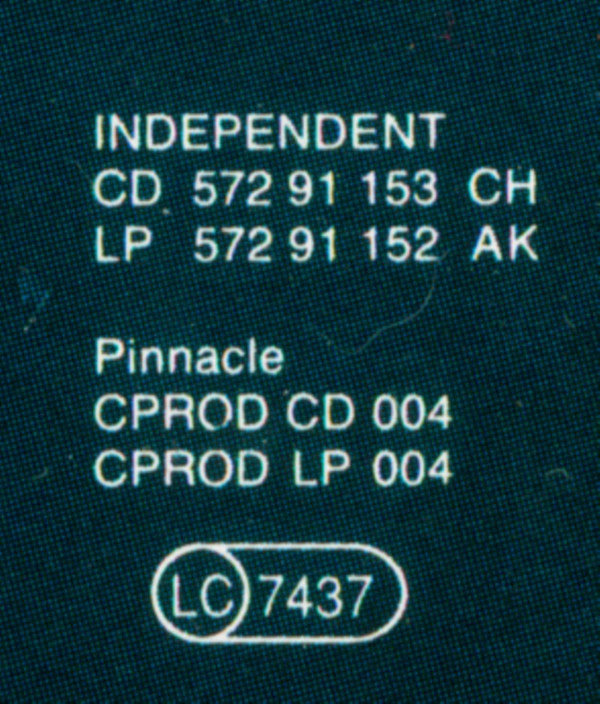 INDEPENDENT
CD 572 91 153 CH
LP 572 91 152 AK
Pinnacle
CPROD CD 004
CPROD LP 004
LC 7437